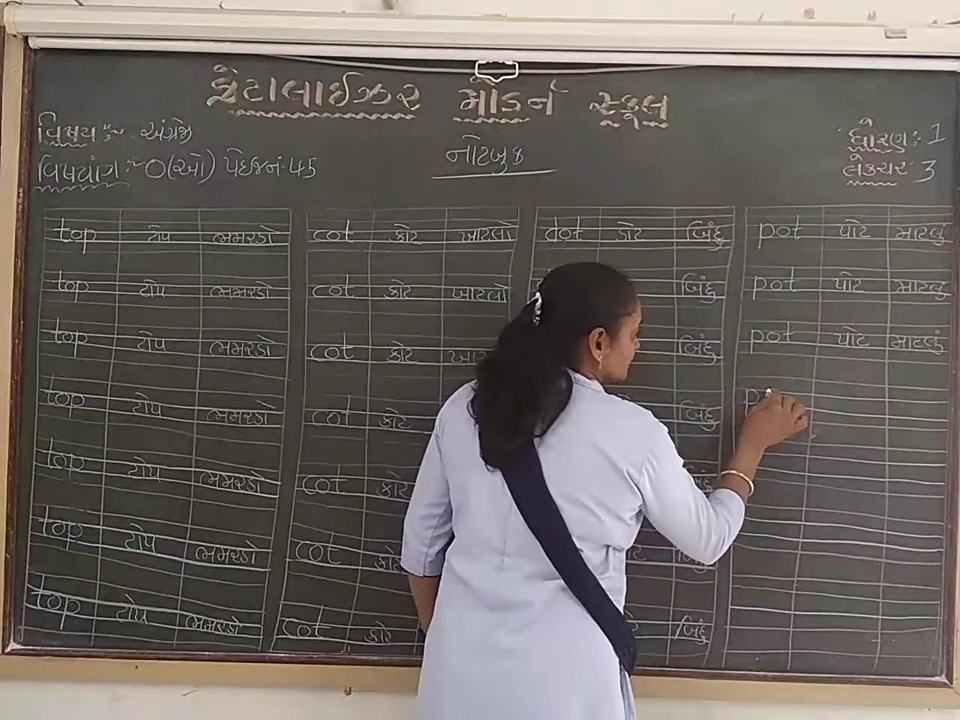 કેટાલાઈઝર મોડર્ન સ્કૂલ
વિષય :~ અંગ્રેજી
ધોરણ :~ 1
નોટબુક
વિષયાંગ :~ O(ઓ) પેઈજનં-45
લેક્ચર 3
top ટોપ ભમરડો cot કોટ ખાટલો dot ડોટ બિંદુ pot પોટ માટલું
top ટોપ ભમરડો cot કોટ ખાટલો બિંદુ pot પોટ માટલું
top ટોપ ભમરડો cot કોટ બિંદુ pot પોટ માટલું
top ટોપ ભમરડો cot કોટ બિંદુ
top ટોપ ભમરડો cot કોટ
top ટોપ ભમરડો cot કોટ
top ટોપ ભમરડો cot કોટ બિંદુ